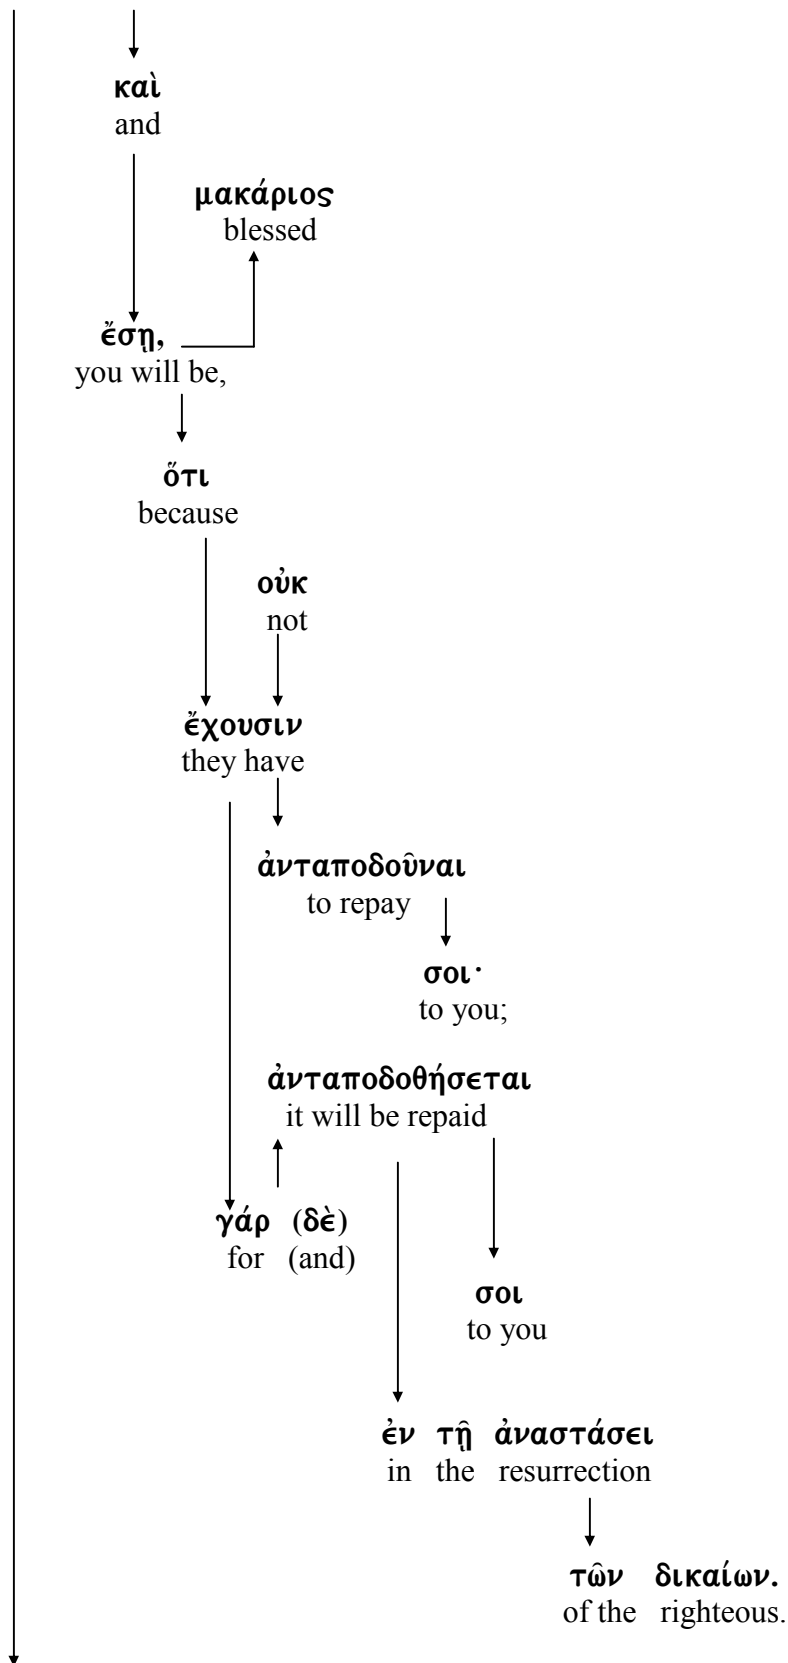 καὶ
and
μακάριος
blessed
ἔσῃ,
you will be,
ὅτι
because
οὐκ
not
ἔχουσιν
they have
ἀνταποδοῦναι
to repay
σοι·
to you;
ἀνταποδοθήσεται
it will be repaid
γάρ (δὲ)
for (and)
σοι
to you
ἐν τῇ ἀναστάσει
in the resurrection
τῶν δικαίων.
of the righteous.